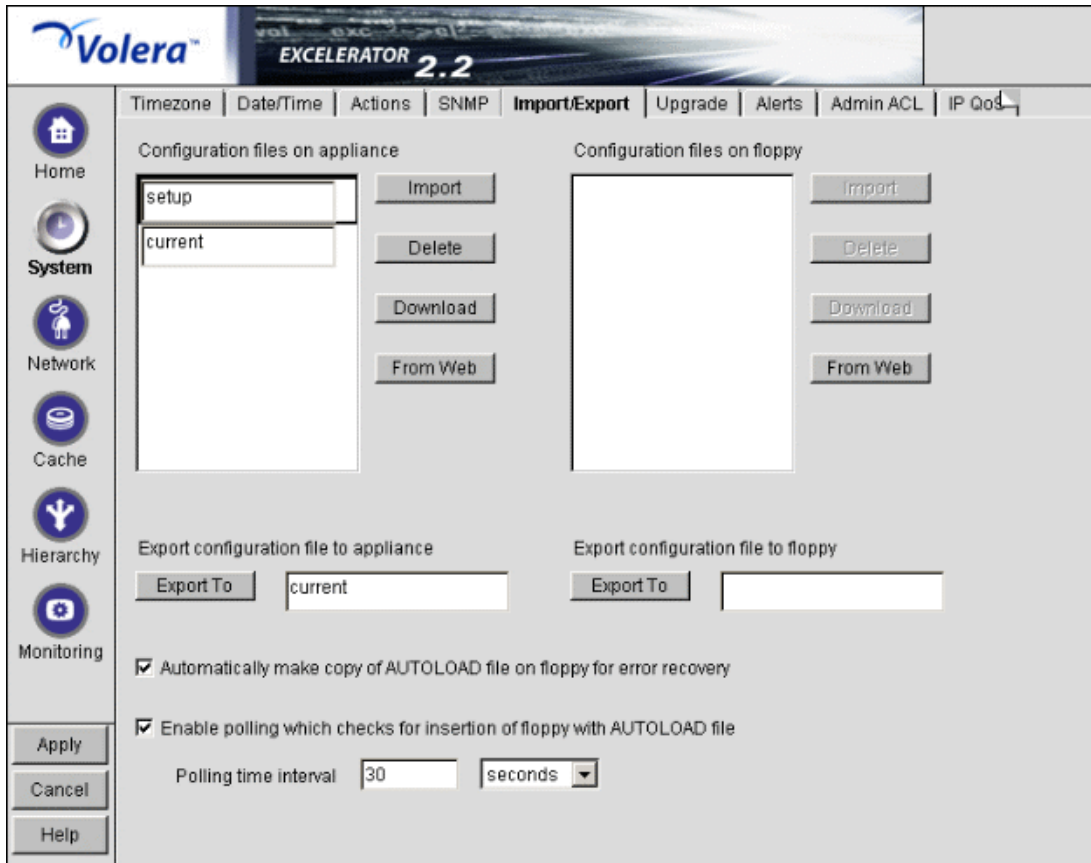 Volera™
EXCELERATOR 2.2
Timezone
Date/Time
Actions
SNMP
Import/Export
Upgrade
Alerts
Admin ACL
IP QoS
Home
System
Network
Cache
Hierarchy
Monitoring
Apply
Cancel
Help
Configuration files on appliance
setup
current
Import
Delete
Download
From Web
Configuration files on floppy
Import
Delete
Download
From Web
Export configuration file to appliance
Export To
current
Export configuration file to floppy
Export To
Automatically make copy of AUTOLOAD file on floppy for error recovery
Enable polling which checks for insertion of floppy with AUTOLOAD file
Polling time interval
30
seconds